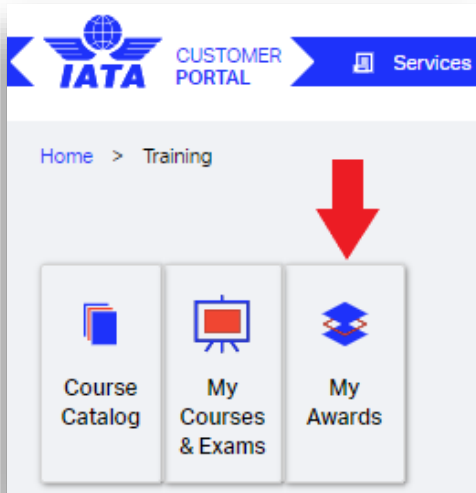 IATA
CUSTOMER
PORTAL
Services
Home > Training
Course
Catalog
My
Courses
& Exams
My
Awards